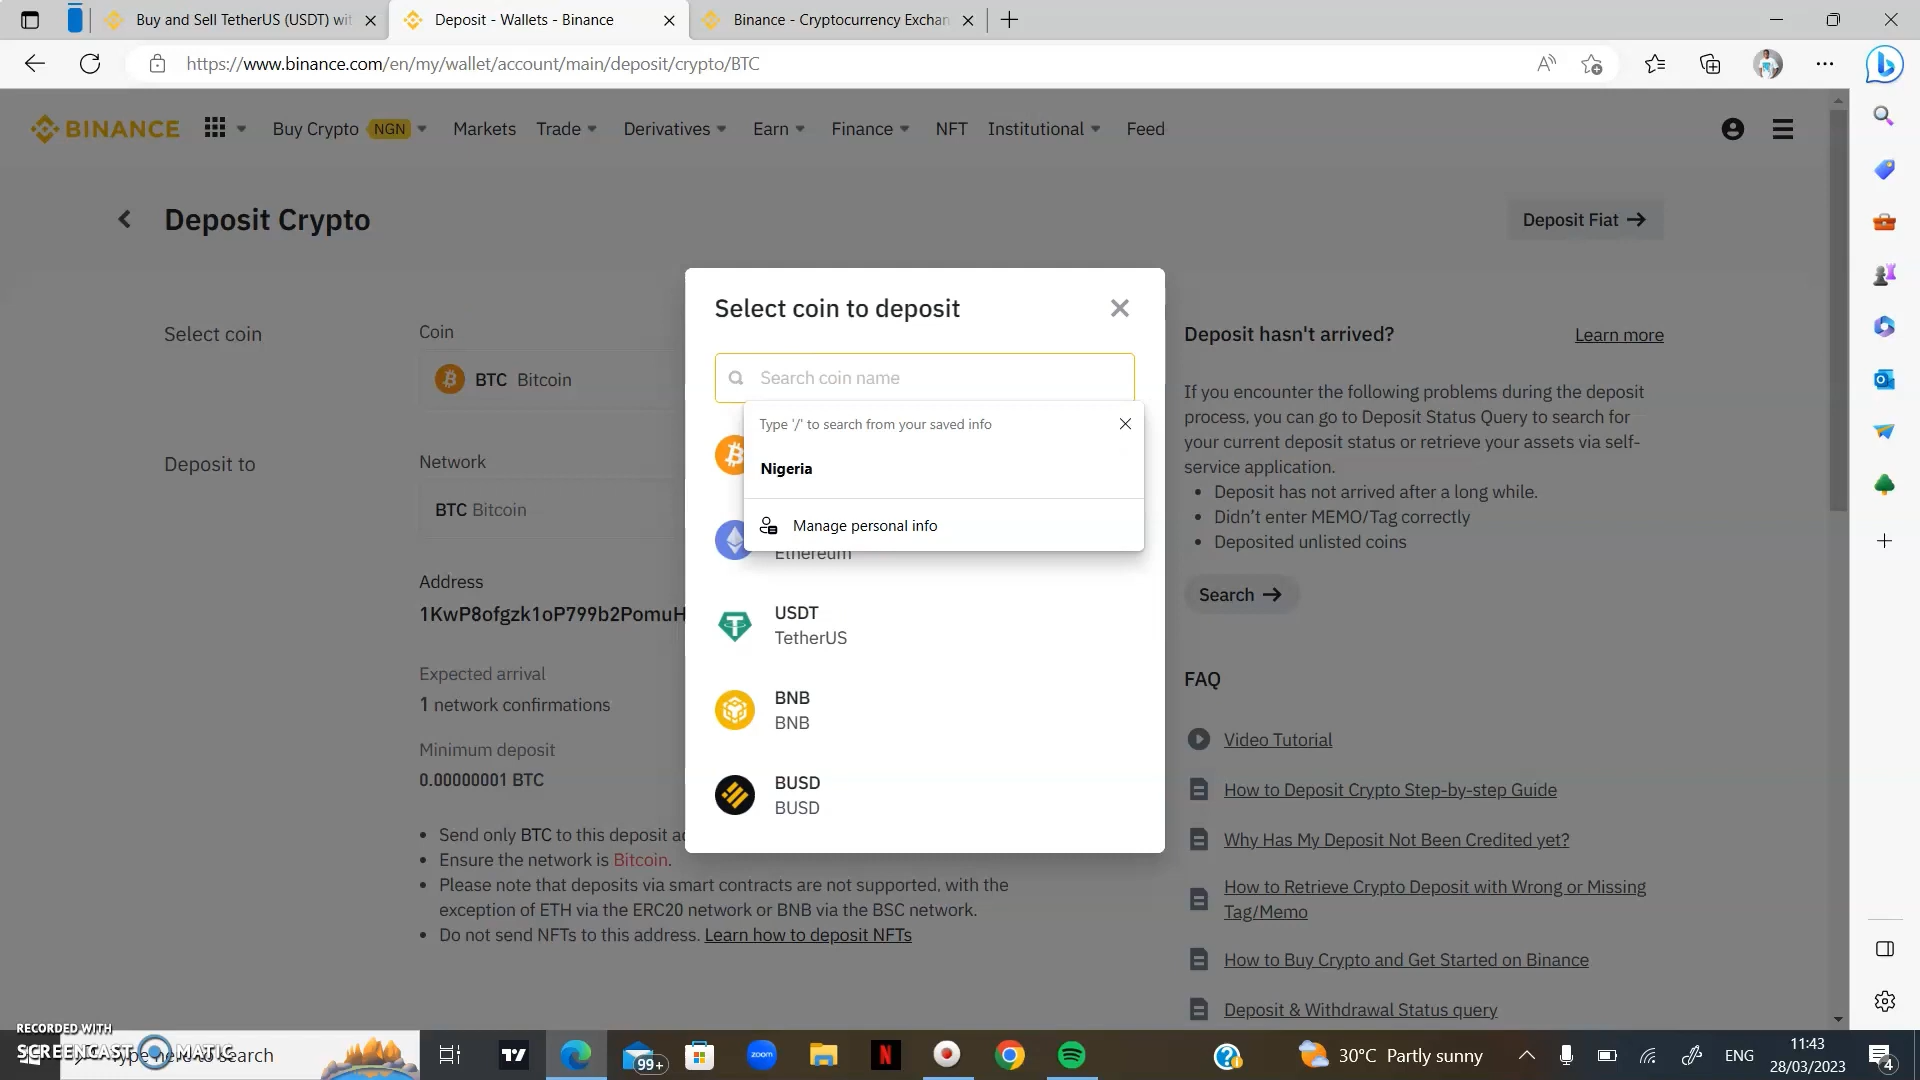 Buy and Sell TetherUS (USDT) wit
Deposit - Wallets - Binance
Binance - Cryptocurrency Exchan
https://www.binance.com/en/my/wallet/account/main/deposit/crypto/BTC
BINANCE
Buy Crypto NGN
Markets
Trade
Derivatives
Earn
Finance
NFT
Institutional
Feed
Deposit Crypto
Deposit Fiat
Select coin
Coin
BTC Bitcoin
Deposit to
Network
BTC Bitcoin
Address
1KwP8ofgzk1oP799b2PomuH
Expected arrival
1 network confirmations
Minimum deposit
0.00000001 BTC
Send only BTC to this deposit ad
Ensure the network is Bitcoin.
Please note that deposits via smart contracts are not supported, with the
exception of ETH via the ERC20 network or BNB via the BSC network.
Do not send NFTs to this address. Learn how to deposit NFTs
Select coin to deposit
Search coin name
Type '/' to search from your saved info
Nigeria
Manage personal info
Ethereum
USDT
TetherUS
BNB
BNB
BUSD
BUSD
Deposit hasn't arrived?
Learn more
If you encounter the following problems during the deposit
process, you can go to Deposit Status Query to search for
your current deposit status or retrieve your assets via self-
service application.
Deposit has not arrived after a long while.
Didn't enter MEMO/Tag correctly
Deposited unlisted coins
Search
FAQ
Video Tutorial
How to Deposit Crypto Step-by-step Guide
Why Has My Deposit Not Been Credited yet?
How to Retrieve Crypto Deposit with Wrong or Missing
Tag/Memo
How to Buy Crypto and Get Started on Binance
Deposit & Withdrawal Status query
RECORDED WITH
SCREENCAST MATIC
Type here to search
99+
zoom
30°C Partly sunny
ENG
11:43
28/03/2023
4